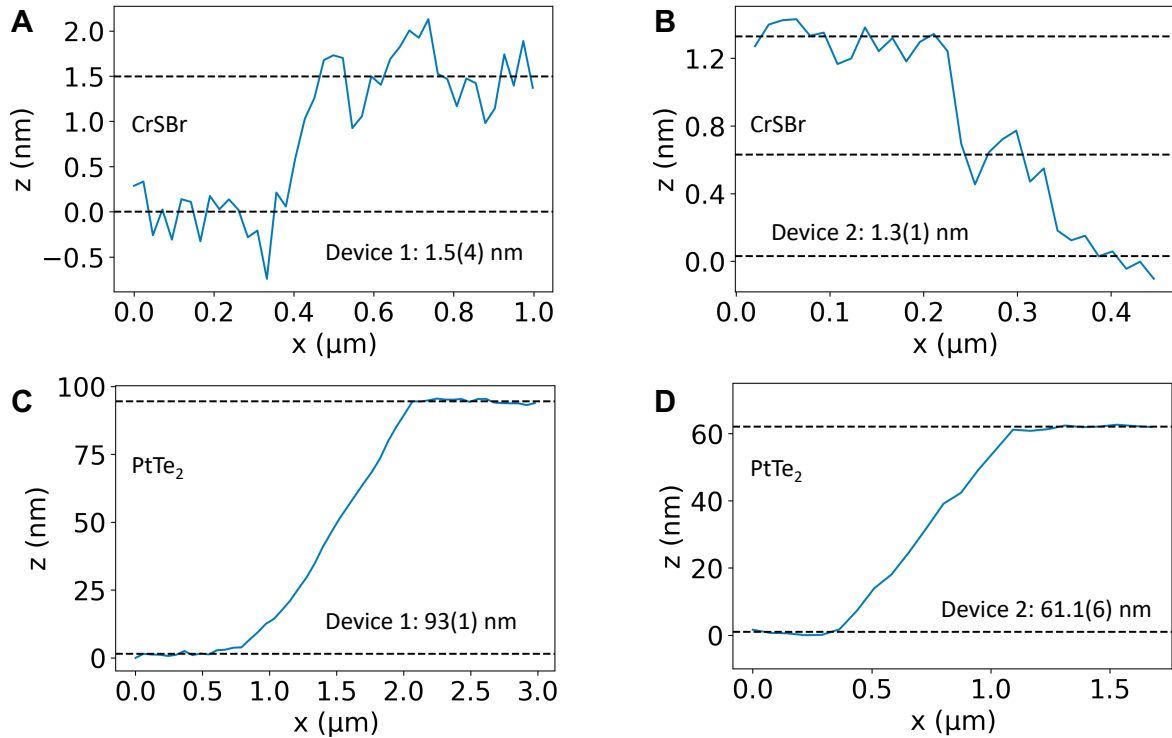 A
2.0
1.5
1.0
0.5
0.0
−0.5
z (nm)
CrSBr
Device 1: 1.5(4) nm
0.0 0.2 0.4 0.6 0.8 1.0
x (μm)
B
1.2
0.6
0.0
z (nm)
CrSBr
Device 2: 1.3(1) nm
0.0 0.1 0.2 0.3 0.4
x (μm)
C
100
75
50
25
0
z (nm)
PtTe₂
Device 1: 93(1) nm
0.0 0.5 1.0 1.5 2.0 2.5 3.0
x (μm)
D
60
40
20
0
z (nm)
PtTe₂
Device 2: 61.1(6) nm
0.0 0.5 1.0 1.5
x (μm)